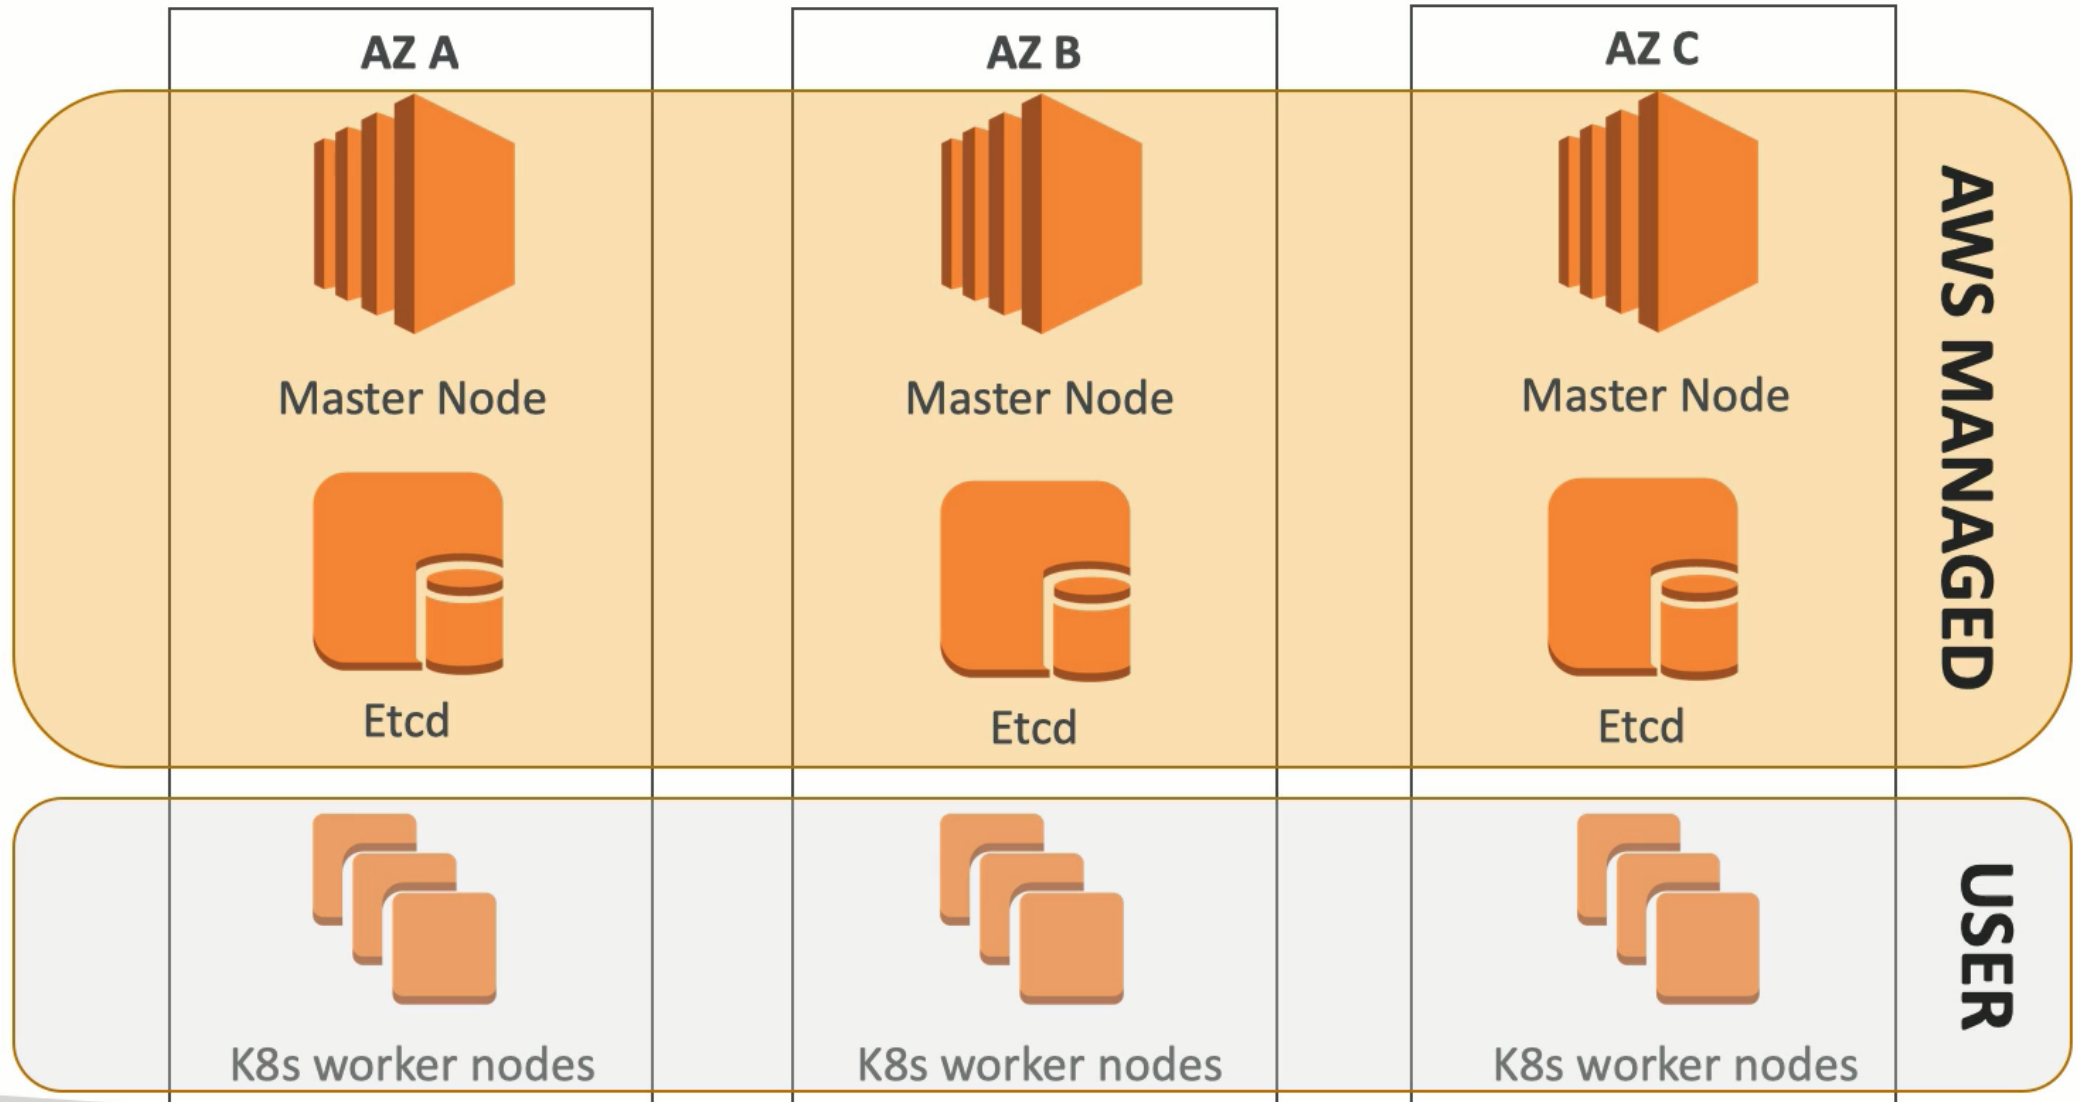 AZ A
AZ B
AZ C
Master Node
Master Node
Master Node
AWS MANAGED
Etcd
Etcd
Etcd
K8s worker nodes
K8s worker nodes
K8s worker nodes
USER